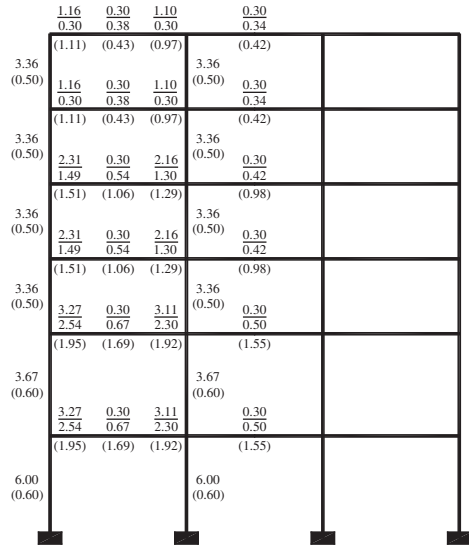 1.16 0.30 1.10 0.30
0.30 0.38 0.30 0.34
(1.11) (0.43) (0.97) (0.42)
3.36 3.36
(0.50) (0.50)
1.16 0.30 1.10 0.30
0.30 0.38 0.30 0.34
(1.11) (0.43) (0.97) (0.42)
3.36 3.36
(0.50) (0.50)
2.31 0.30 2.16 0.30
1.49 0.54 1.30 0.42
(1.51) (1.06) (1.29) (0.98)
3.36 3.36
(0.50) (0.50)
2.31 0.30 2.16 0.30
1.49 0.54 1.30 0.42
(1.51) (1.06) (1.29) (0.98)
3.36 3.36
(0.50) (0.50)
3.27 0.30 3.11 0.30
2.54 0.67 2.30 0.50
(1.95) (1.69) (1.92) (1.55)
3.67 3.67
(0.60) (0.60)
3.27 0.30 3.11 0.30
2.54 0.67 2.30 0.50
(1.95) (1.69) (1.92) (1.55)
6.00 6.00
(0.60) (0.60)